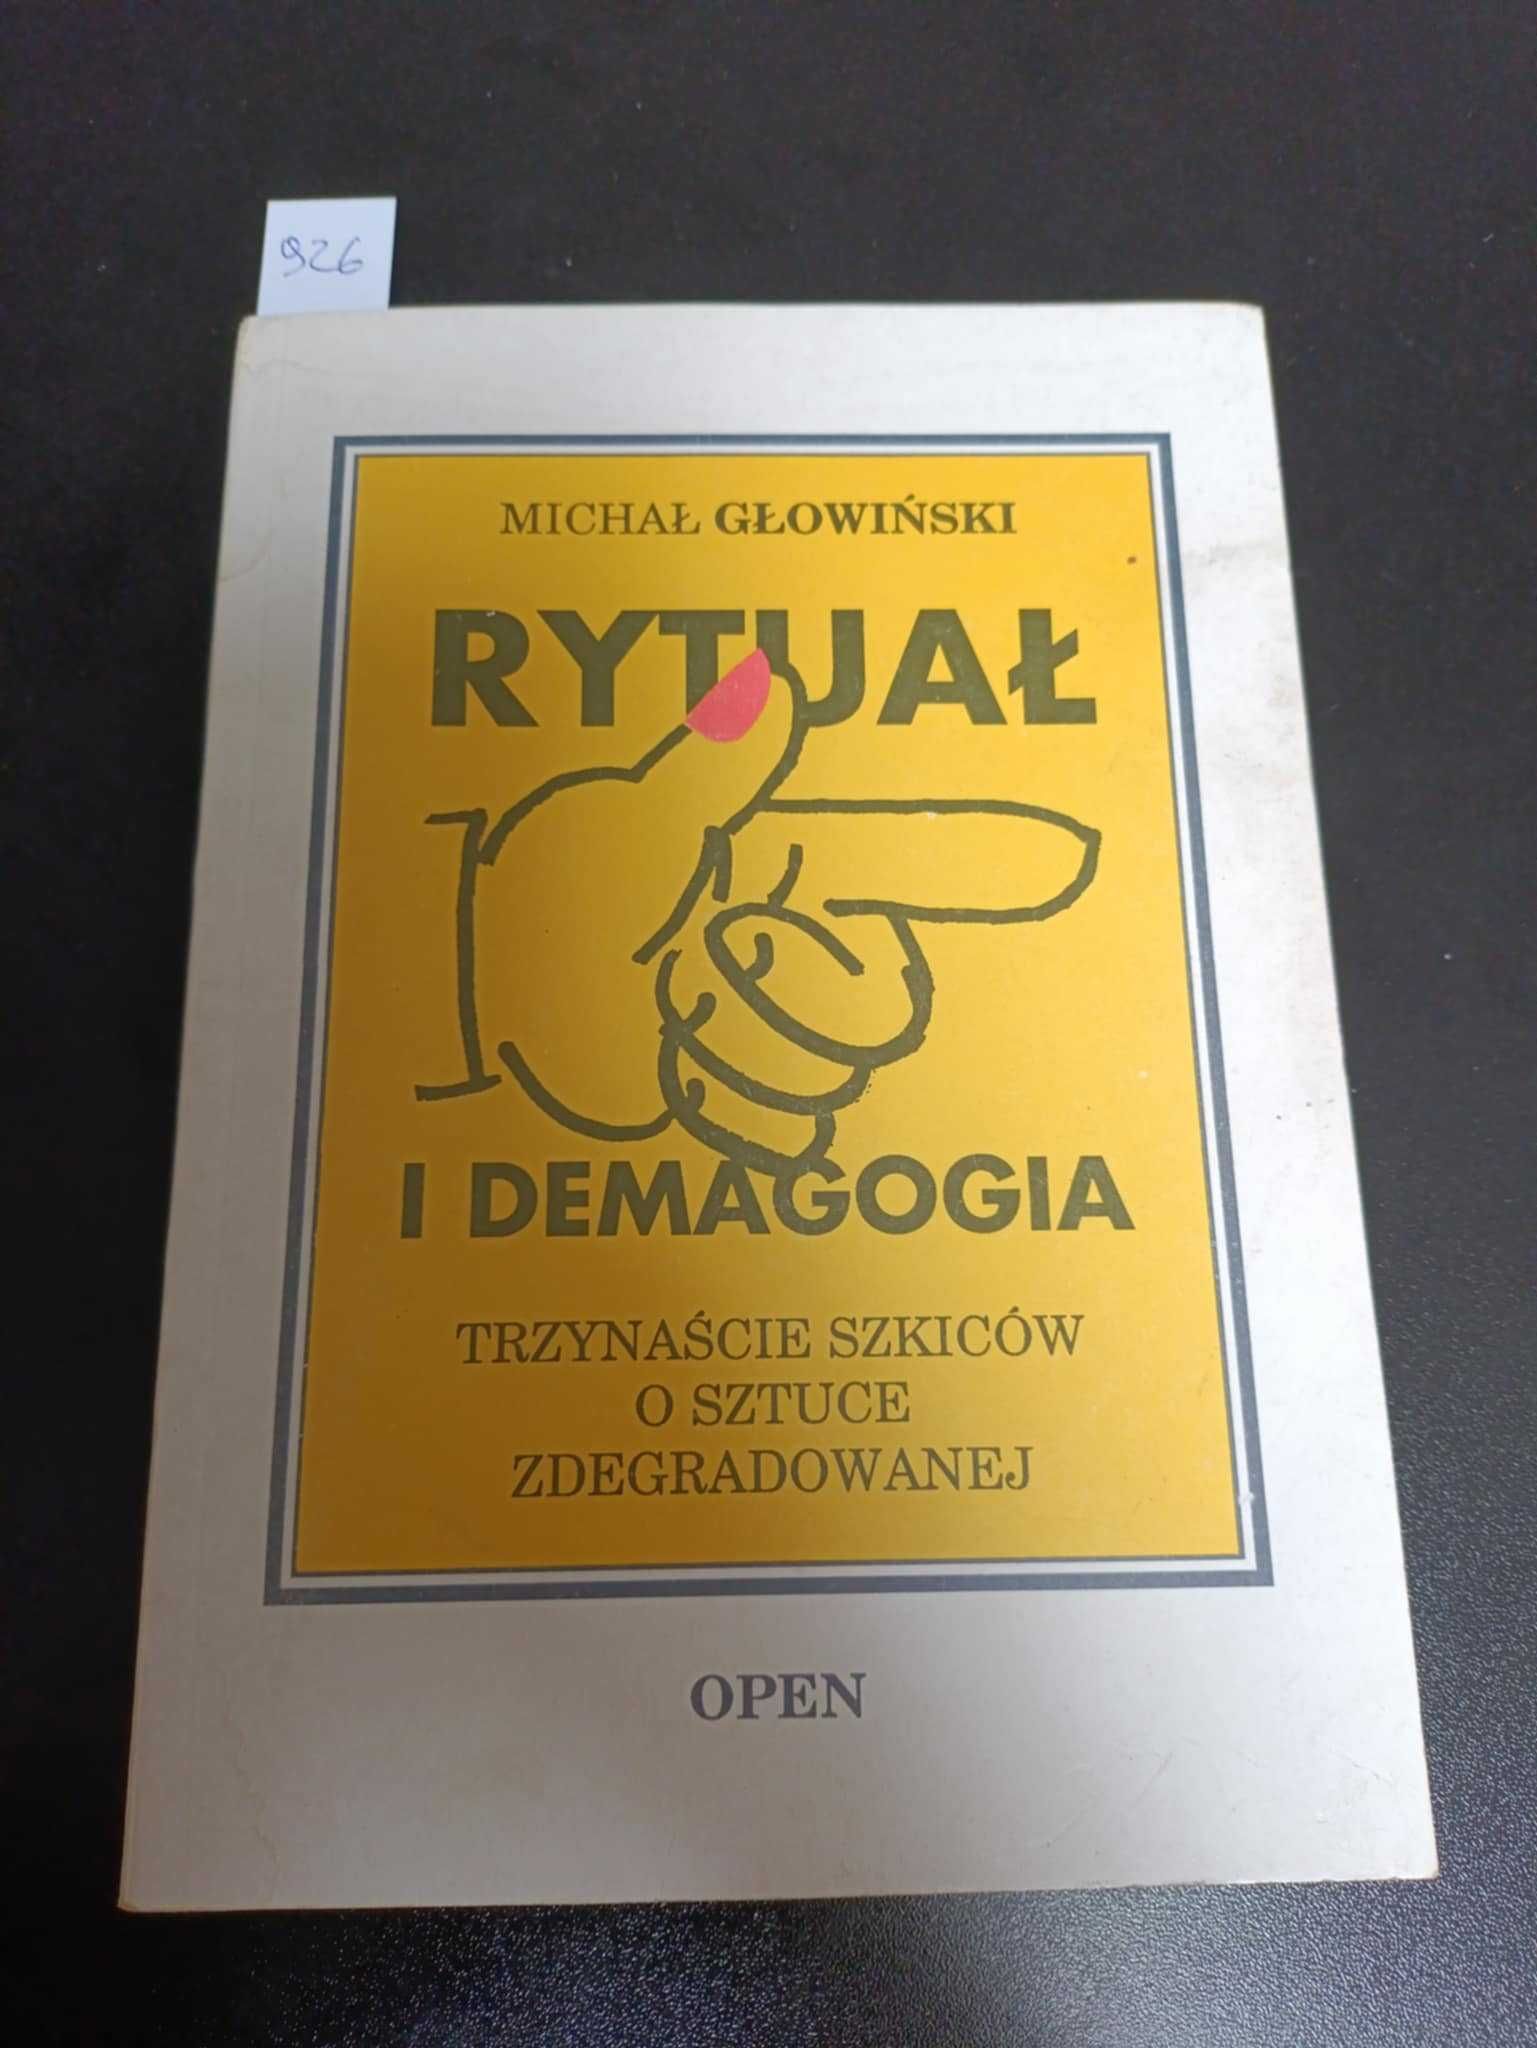 926
MICHAŁ GŁOWIŃSKI
RYTUAŁ
I DEMAGOGIA
TRZYNAŚCIE SZKICÓW
O SZTUCE
ZDEGRADOWANEJ
OPEN